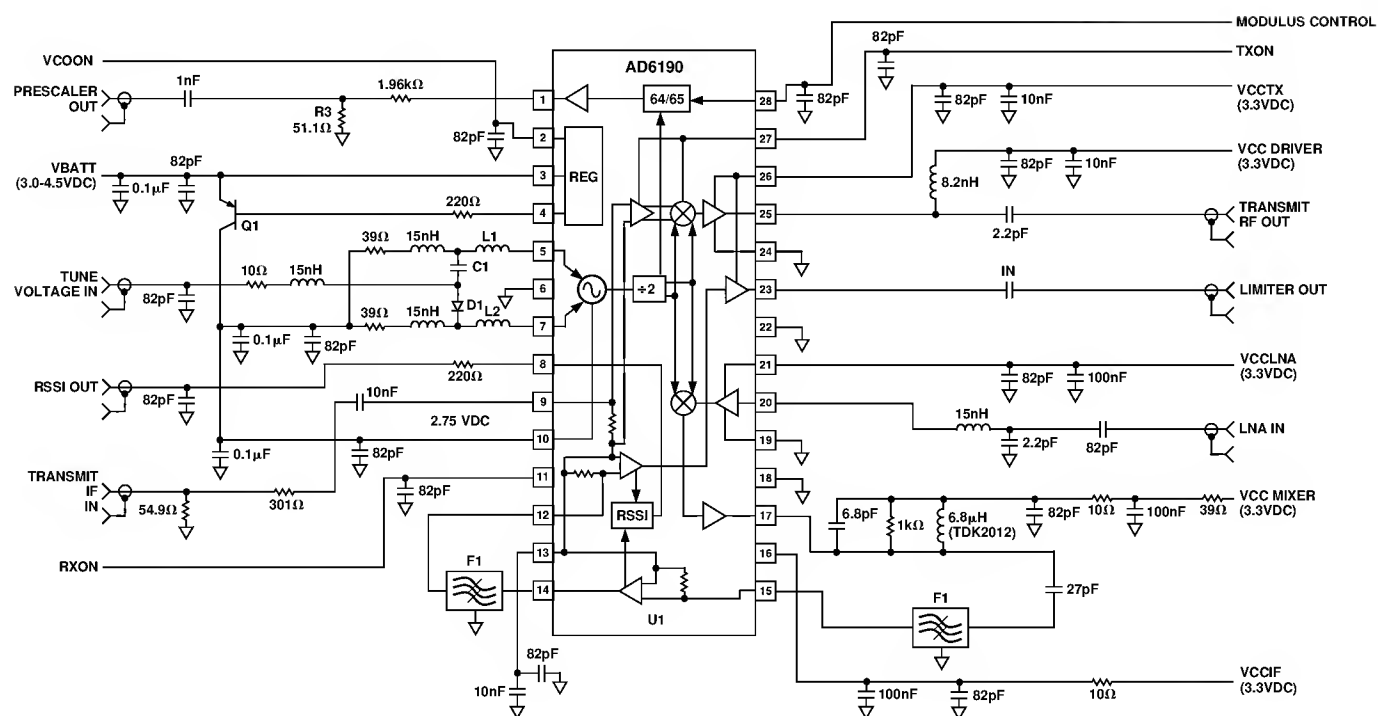 MODULUS CONTROL
82pF
TXON
VCOON
AD6190
1nF
1.96kΩ
PRESCALER
OUT
R3
51.1Ω
82pF
1
64/65
28
82pF
82pF
10nF
VCCTX
(3.3VDC)
2
27
VBATT
(3.0-4.5VDC)
82pF
0.1µF
3
REG
26
8.2nH
82pF
10nF
VCC DRIVER
(3.3VDC)
Q1
220Ω
4
25
2.2pF
TRANSMIT
RF OUT
39Ω
15nH
L1
5
24
C1
TUNE
VOLTAGE IN
82pF
10Ω
15nH
6
÷2
23
IN
LIMITER OUT
D1
39Ω
15nH
L2
7
22
0.1µF
82pF
8
21
82pF
100nF
VCCLNA
(3.3VDC)
RSSI OUT
82pF
220Ω
10nF
9
20
15nH
2.2pF
82pF
LNA IN
2.75 VDC
10
19
0.1µF
82pF
TRANSMIT
IF
IN
54.9Ω
301Ω
82pF
11
18
12
RSSI
17
6.8pF
1kΩ
6.8µH
(TDK2012)
82pF
10Ω
100nF
39Ω
VCC MIXER
(3.3VDC)
RXON
13
16
F1
14
15
27pF
U1
F1
82pF
10nF
100nF
82pF
10Ω
VCCIF
(3.3VDC)